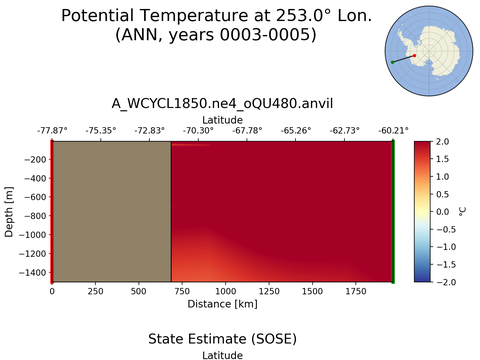 Potential Temperature at 253.0° Lon.
(ANN, years 0003-0005)
A_WCYCL1850.ne4_oQU480.anvil
Latitude
-77.87° -75.35° -72.83° -70.30° -67.78° -65.26° -62.73° -60.21°
Depth [m]
−200
−400
−600
−800
−1000
−1200
−1400
0 250 500 750 1000 1250 1500 1750
Distance [km]
2.0
1.5
1.0
0.5
0.0
−0.5
−1.0
−1.5
−2.0
°C
State Estimate (SOSE)
Latitude